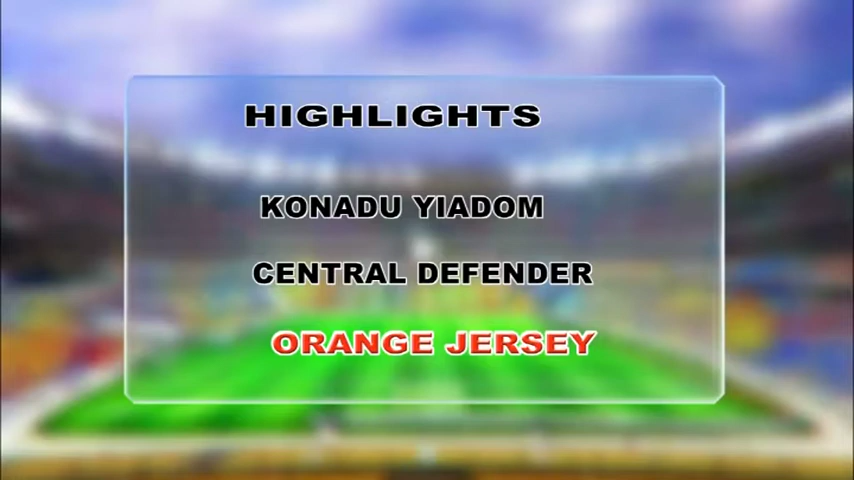 HIGHLIGHTS
KONADU YIADOM
CENTRAL DEFENDER
ORANGE JERSEY